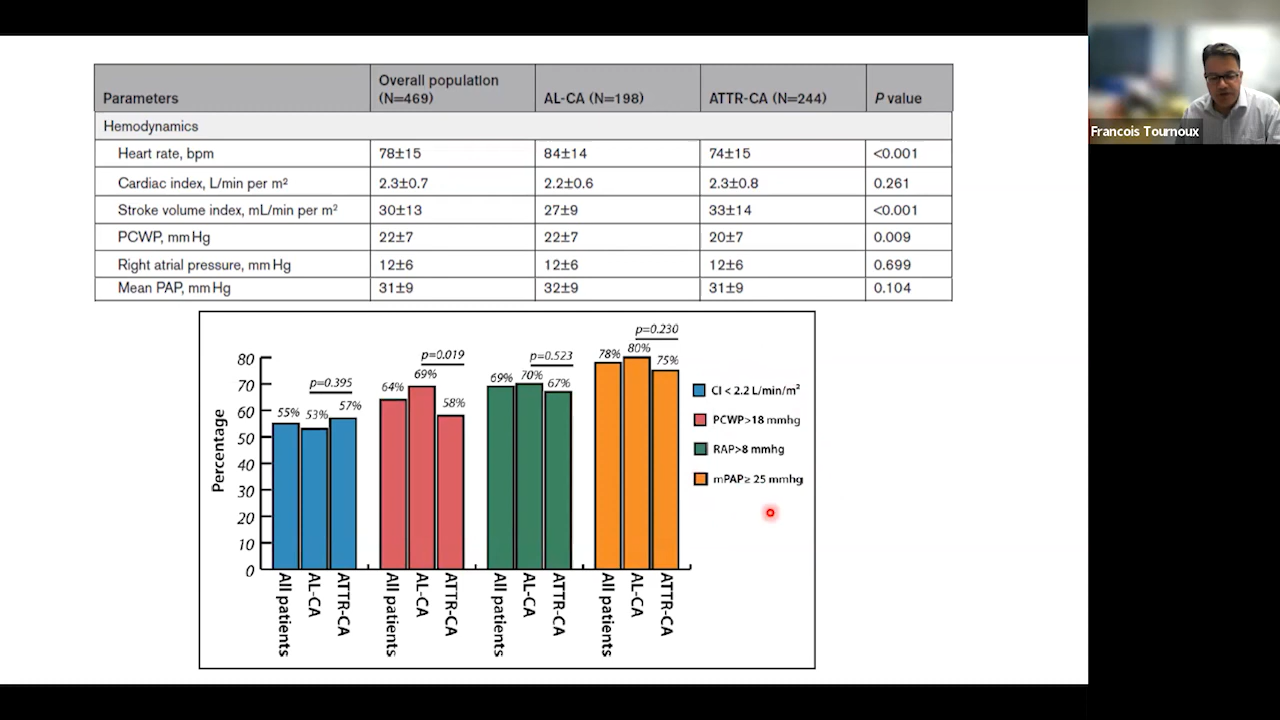 Parameters Overall population (N=469) AL-CA (N=198) ATTR-CA (N=244) P value
Hemodynamics
Heart rate, bpm 78±15 84±14 74±15 <0.001
Cardiac index, L/min per m² 2.3±0.7 2.2±0.6 2.3±0.8 0.261
Stroke volume index, mL/min per m² 30±13 27±9 33±14 <0.001
PCWP, mm Hg 22±7 22±7 20±7 0.009
Right atrial pressure, mm Hg 12±6 12±6 12±6 0.699
Mean PAP, mm Hg 31±9 32±9 31±9 0.104
Francois Tournoux
Percentage
80
70
60
50
40
30
20
10
0
p=0.395
55% 53% 57%
p=0.019
64% 69% 58%
p=0.523
69% 70% 67%
p=0.230
78% 80% 75%
All patients AL-CA ATTR-CA
All patients AL-CA ATTR-CA
All patients AL-CA ATTR-CA
All patients AL-CA ATTR-CA
CI < 2.2 L/min/m²
PCWP>18 mmhg
RAP>8 mmhg
mPAP≥ 25 mmhg